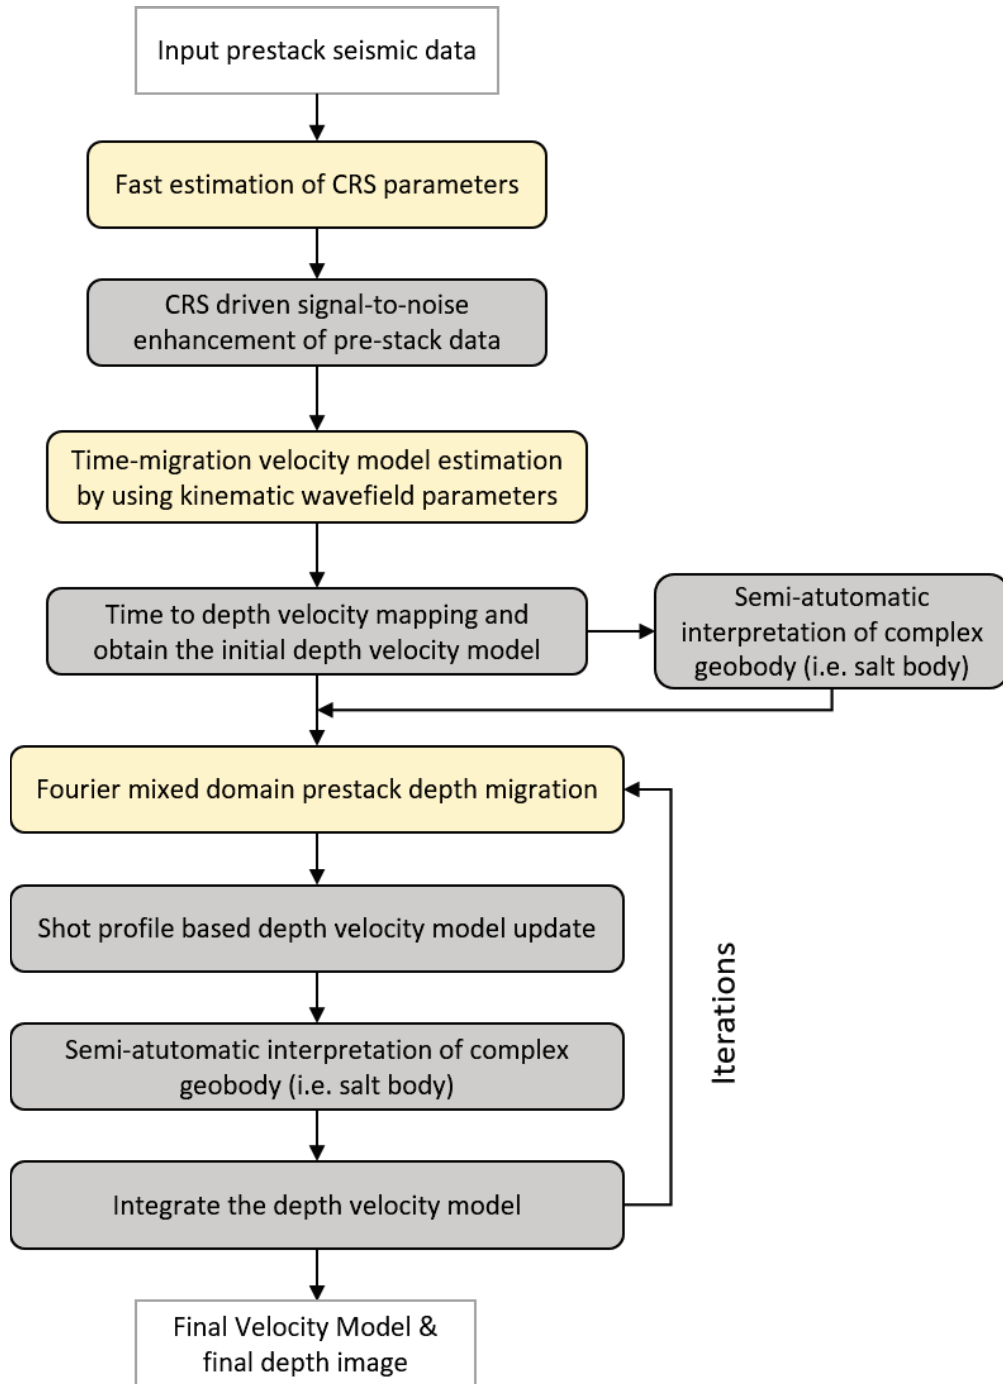 Input prestack seismic data
Fast estimation of CRS parameters
CRS driven signal-to-noise
enhancement of pre-stack data
Time-migration velocity model estimation
by using kinematic wavefield parameters
Time to depth velocity mapping and
obtain the initial depth velocity model
Semi-atutomatic
interpretation of complex
geobody (i.e. salt body)
Fourier mixed domain prestack depth migration
Shot profile based depth velocity model update
Semi-atutomatic interpretation of complex
geobody (i.e. salt body)
Integrate the depth velocity model
Iterations
Final Velocity Model &
final depth image